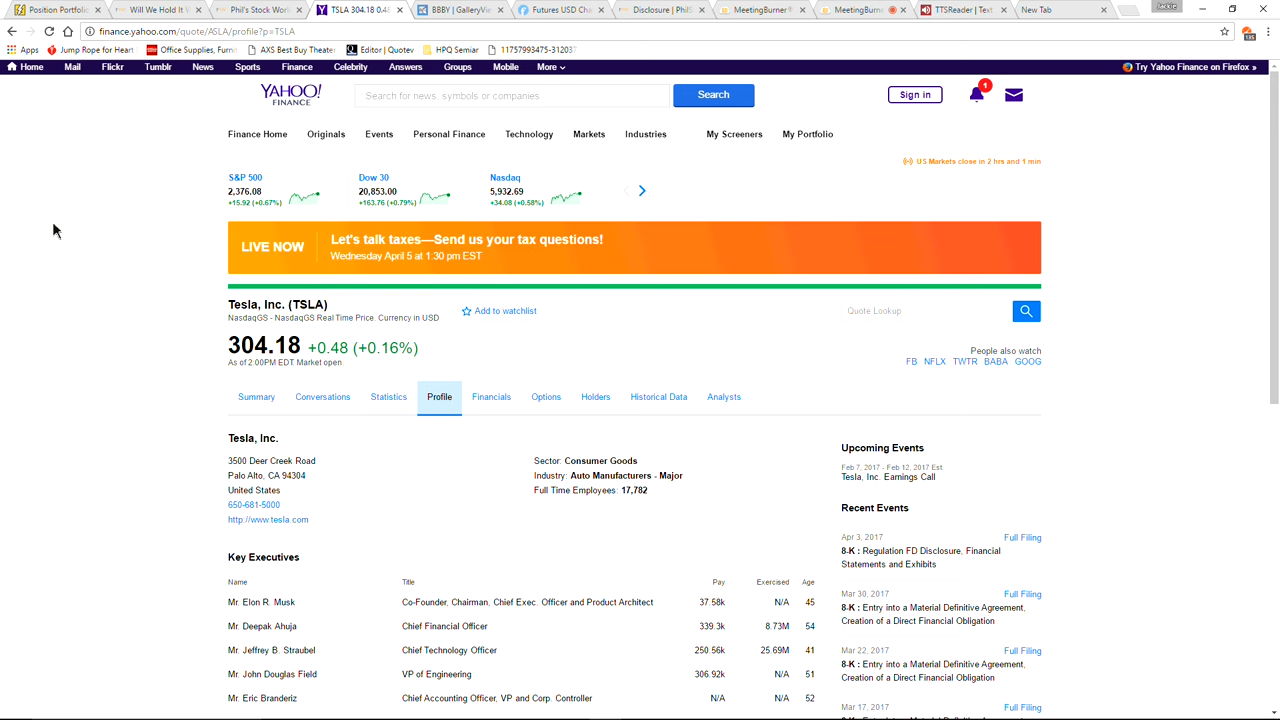 Position Portfolio
Will We Hold It W
Phil's Stock Work
TSLA 304.18 0.48
BBBY | GalleryView
Futures USD Cha
Disclosure | PhilS
MeetingBurner®
MeetingBurne
TTSReader | Text
New Tab
Jackie
finance.yahoo.com/quote/ASLA/profile?p=TSLA
Apps
Jump Rope for Heart
Office Supplies, Furni
AXS Best Buy Theater
Editor | Quotev
HPQ Semiar
117579934753:2037
Home
Mail
Flickr
Tumblr
News
Sports
Finance
Celebrity
Answers
Groups
Mobile
More
Try Yahoo Finance on Firefox »
YAHOO!
FINANCE
Search for news, symbols or companies
Search
Sign in
1
Finance Home
Originals
Events
Personal Finance
Technology
Markets
Industries
My Screeners
My Portfolio
US Markets close in 2 hrs and 1 min
S&P 500
2,376.08
+15.92 (+0.67%)
Dow 30
20,853.00
+163.76 (+0.79%)
Nasdaq
5,932.69
+34.08 (+0.58%)
LIVE NOW
Let's talk taxes—Send us your tax questions!
Wednesday April 5 at 1:30 pm EST
Tesla, Inc. (TSLA)
NasdaqGS - NasdaqGS Real Time Price. Currency in USD
Add to watchlist
Quote Lookup
304.18 +0.48 (+0.16%)
As of 2:00PM EDT Market open.
People also watch
FB NFLX TWTR BABA GOOG
Summary
Conversations
Statistics
Profile
Financials
Options
Holders
Historical Data
Analysts
Tesla, Inc.
3500 Deer Creek Road
Palo Alto, CA 94304
United States
650-681-5000
http://www.tesla.com
Sector: Consumer Goods
Industry: Auto Manufacturers - Major
Full Time Employees: 17,782
Key Executives
Name Title Pay Exercised Age
Mr. Elon R. Musk Co-Founder, Chairman, Chief Exec. Officer and Product Architect 37.58k N/A 45
Mr. Deepak Ahuja Chief Financial Officer 339.3k 8.73M 54
Mr. Jeffrey B. Straubel Chief Technology Officer 250.56k 25.69M 41
Mr. John Douglas Field VP of Engineering 306.92k N/A 51
Mr. Eric Branderiz Chief Accounting Officer, VP and Corp. Controller N/A N/A 52
Upcoming Events
Feb 7, 2017 - Feb 12, 2017 Est.
Tesla, Inc. Earnings Call
Recent Events
Apr 3, 2017 Full Filing
8-K : Regulation FD Disclosure, Financial
Statements and Exhibits
Mar 30, 2017 Full Filing
8-K : Entry into a Material Definitive Agreement,
Creation of a Direct Financial Obligation
Mar 22, 2017 Full Filing
8-K : Entry into a Material Definitive Agreement,
Creation of a Direct Financial Obligation
Mar 17, 2017 Full Filing